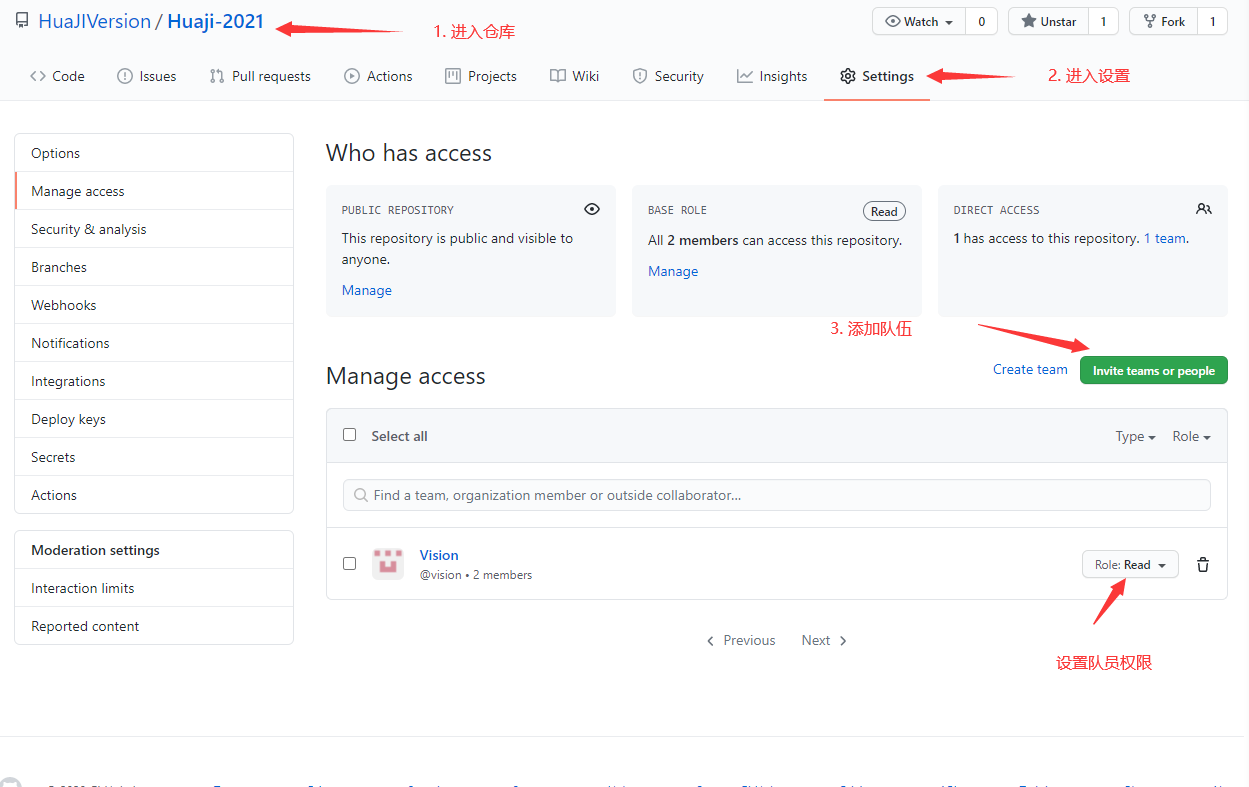 HuaJIVersion / Huaji-2021
1. 进入仓库
Watch 0
Unstar 1
Fork 1
Code
Issues
Pull requests
Actions
Projects
Wiki
Security
Insights
Settings
2. 进入设置
Options
Manage access
Security & analysis
Branches
Webhooks
Notifications
Integrations
Deploy keys
Secrets
Actions
Moderation settings
Interaction limits
Reported content
Who has access
PUBLIC REPOSITORY
This repository is public and visible to
anyone.
Manage
BASE ROLE
Read
All 2 members can access this repository.
Manage
DIRECT ACCESS
1 has access to this repository. 1 team.
3. 添加队伍
Manage access
Create team
Invite teams or people
Select all
Type
Role
Find a team, organization member or outside collaborator...
Vision
@vision • 2 members
Role: Read
设置队员权限
Previous
Next